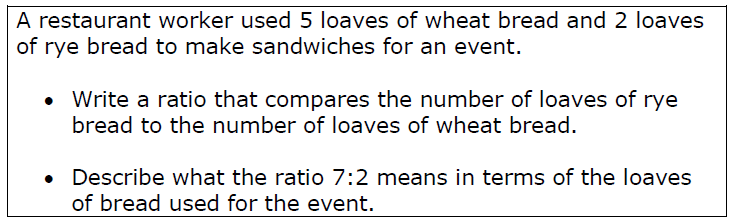 A restaurant worker used 5 loaves of wheat bread and 2 loaves
of rye bread to make sandwiches for an event.
• Write a ratio that compares the number of loaves of rye
bread to the number of loaves of wheat bread.
• Describe what the ratio 7:2 means in terms of the loaves
of bread used for the event.